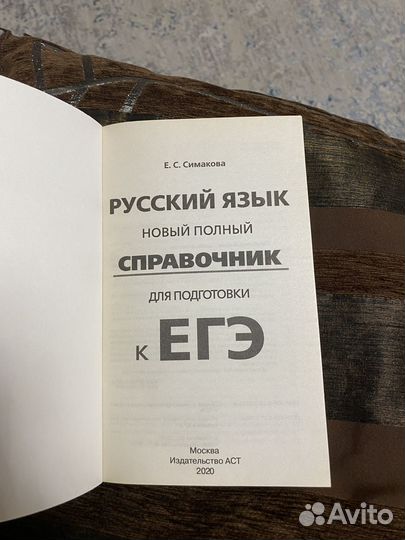 Е. С. Симакова
РУССКИЙ ЯЗЫК
НОВЫЙ ПОЛНЫЙ
СПРАВОЧНИК
ДЛЯ ПОДГОТОВКИ
К ЕГЭ
Москва
Издательство АСТ
2020
Avito